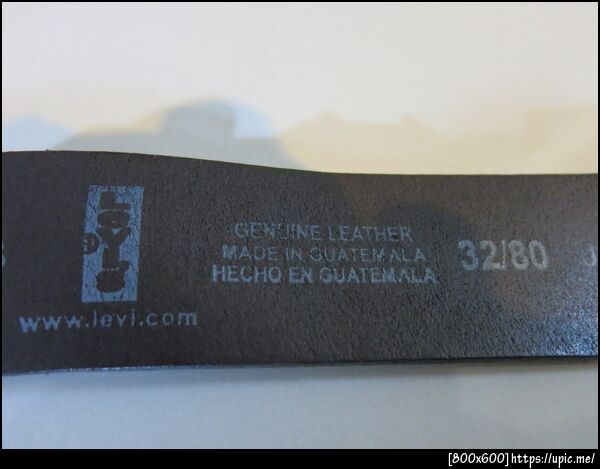 LEVI'S
www.levi.com
GENUINE LEATHER
MADE IN GUATEMALA
HECHO EN GUATEMALA
32/80
[800x600]https://upic.me/